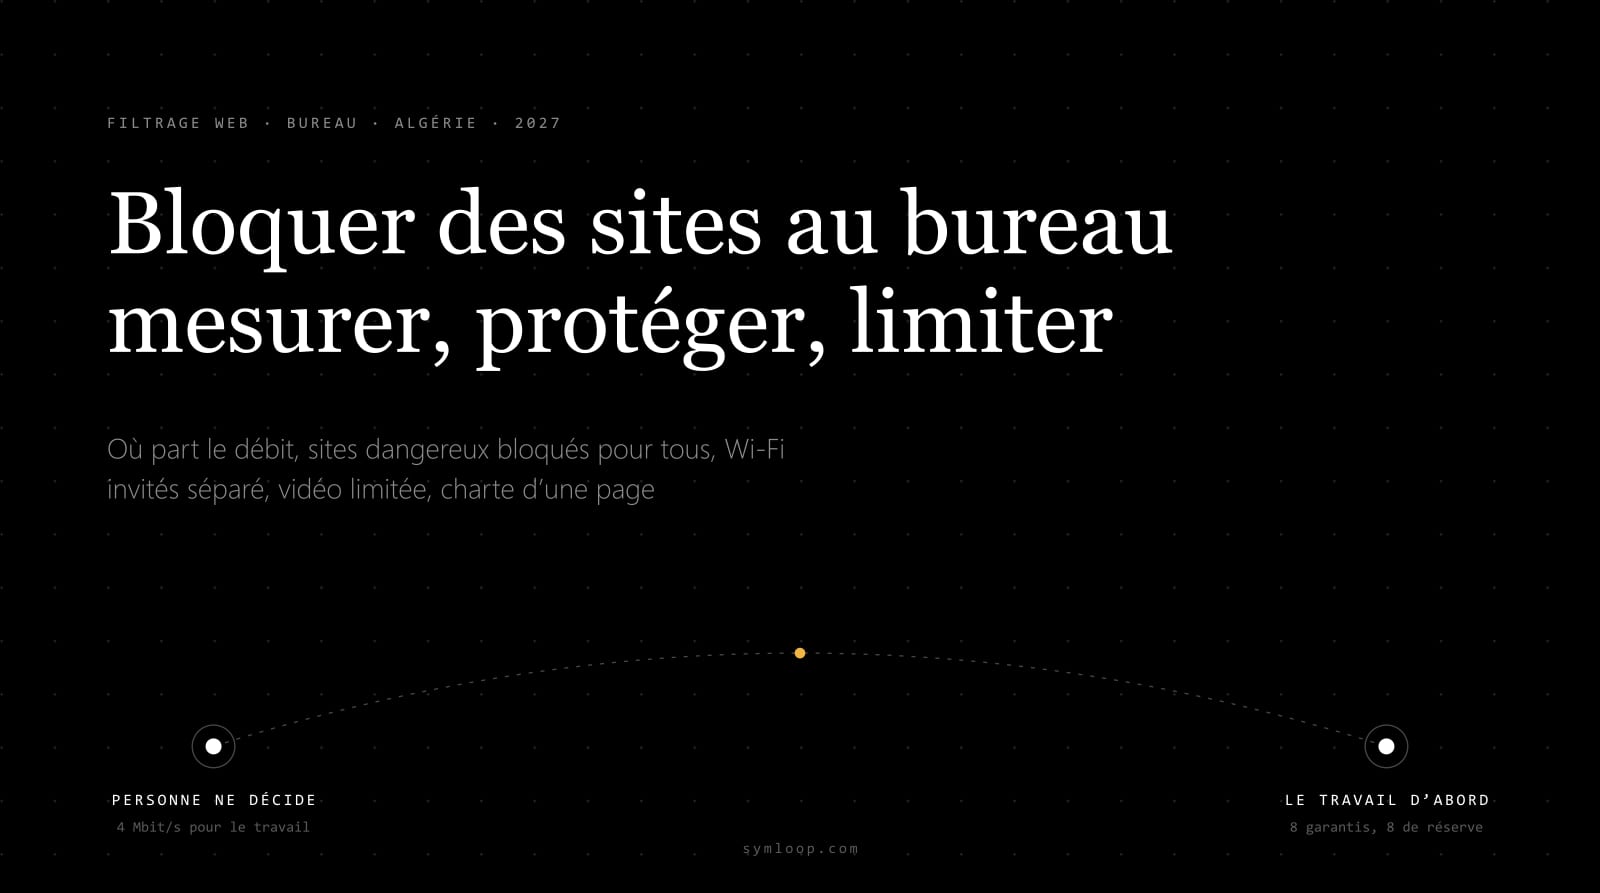 FILTRAGE WEB · BUREAU · ALGÉRIE · 2027
Bloquer des sites au bureau
mesurer, protéger, limiter
Où part le débit, sites dangereux bloqués pour tous, Wi-Fi
invités séparé, vidéo limitée, charte d’une page
PERSONNE NE DÉCIDE
4 Mbit/s pour le travail
LE TRAVAIL D’ABORD
8 garantis, 8 de réserve
symloop.com